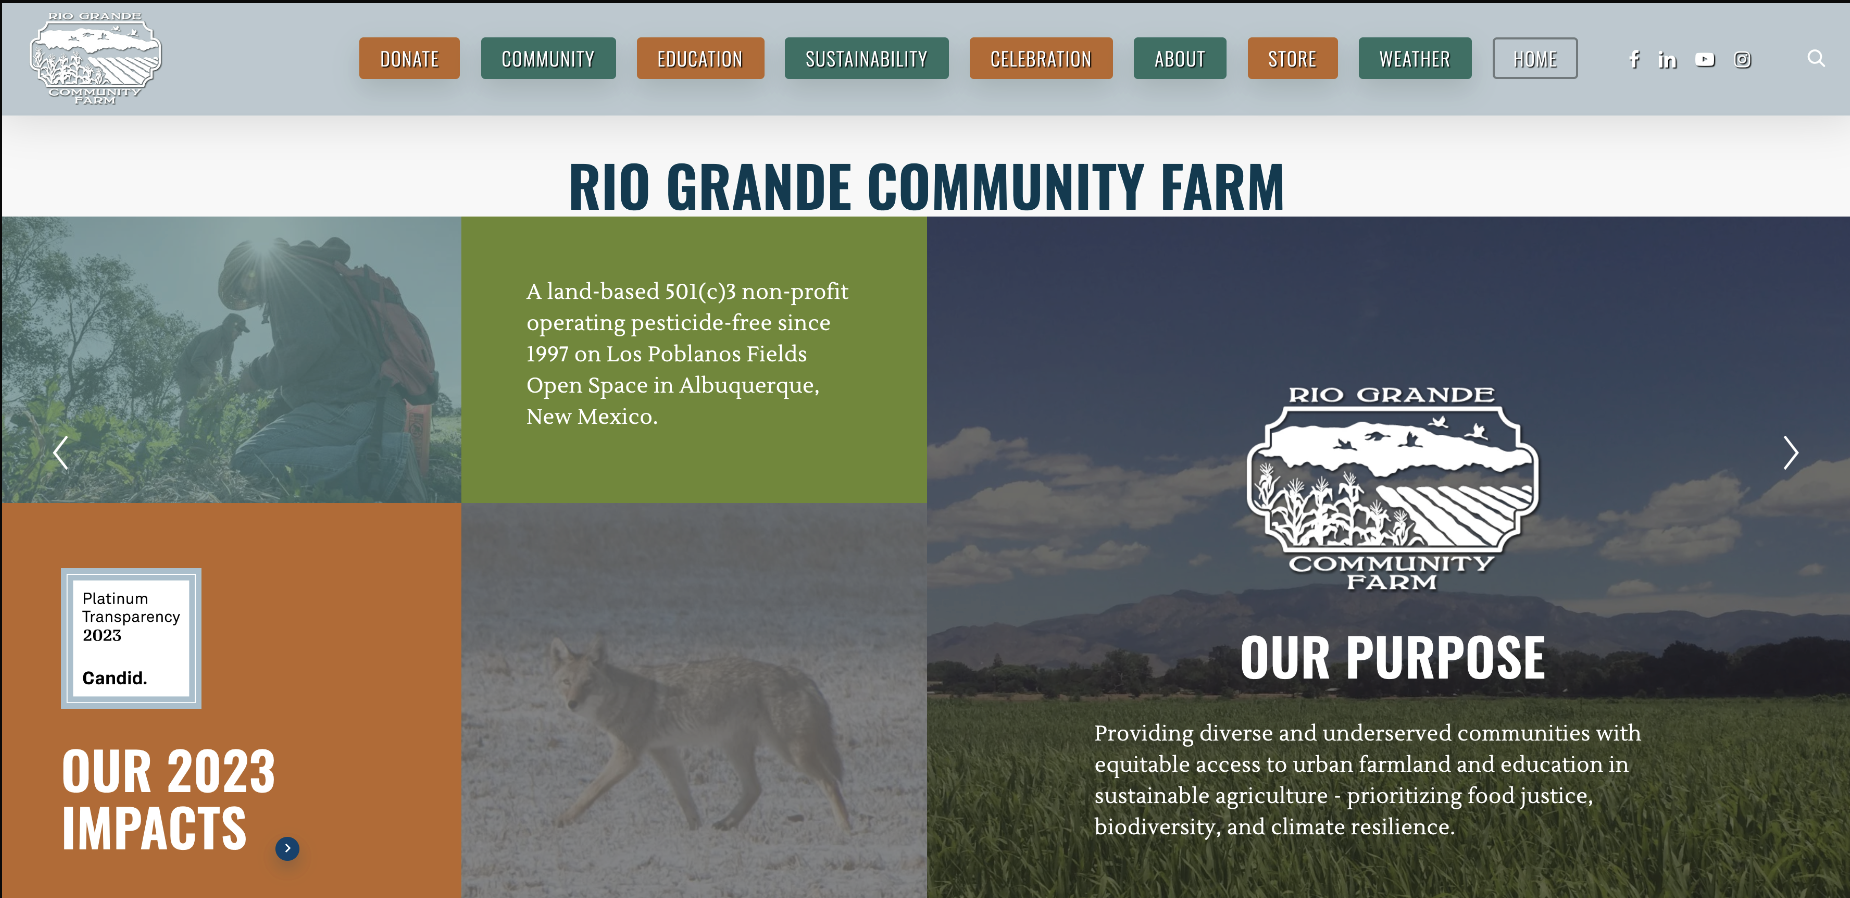 RIO GRANDE
COMMUNITY
FARM
DONATE
COMMUNITY
EDUCATION
SUSTAINABILITY
CELEBRATION
ABOUT
STORE
WEATHER
HOME
RIO GRANDE COMMUNITY FARM
A land-based 501(c)3 non-profit
operating pesticide-free since
1997 on Los Poblanos Fields
Open Space in Albuquerque,
New Mexico.
Platinum
Transparency
2023
Candid.
OUR 2023
IMPACTS
RIO GRANDE
COMMUNITY
FARM
OUR PURPOSE
Providing diverse and underserved communities with
equitable access to urban farmland and education in
sustainable agriculture - prioritizing food justice,
biodiversity, and climate resilience.